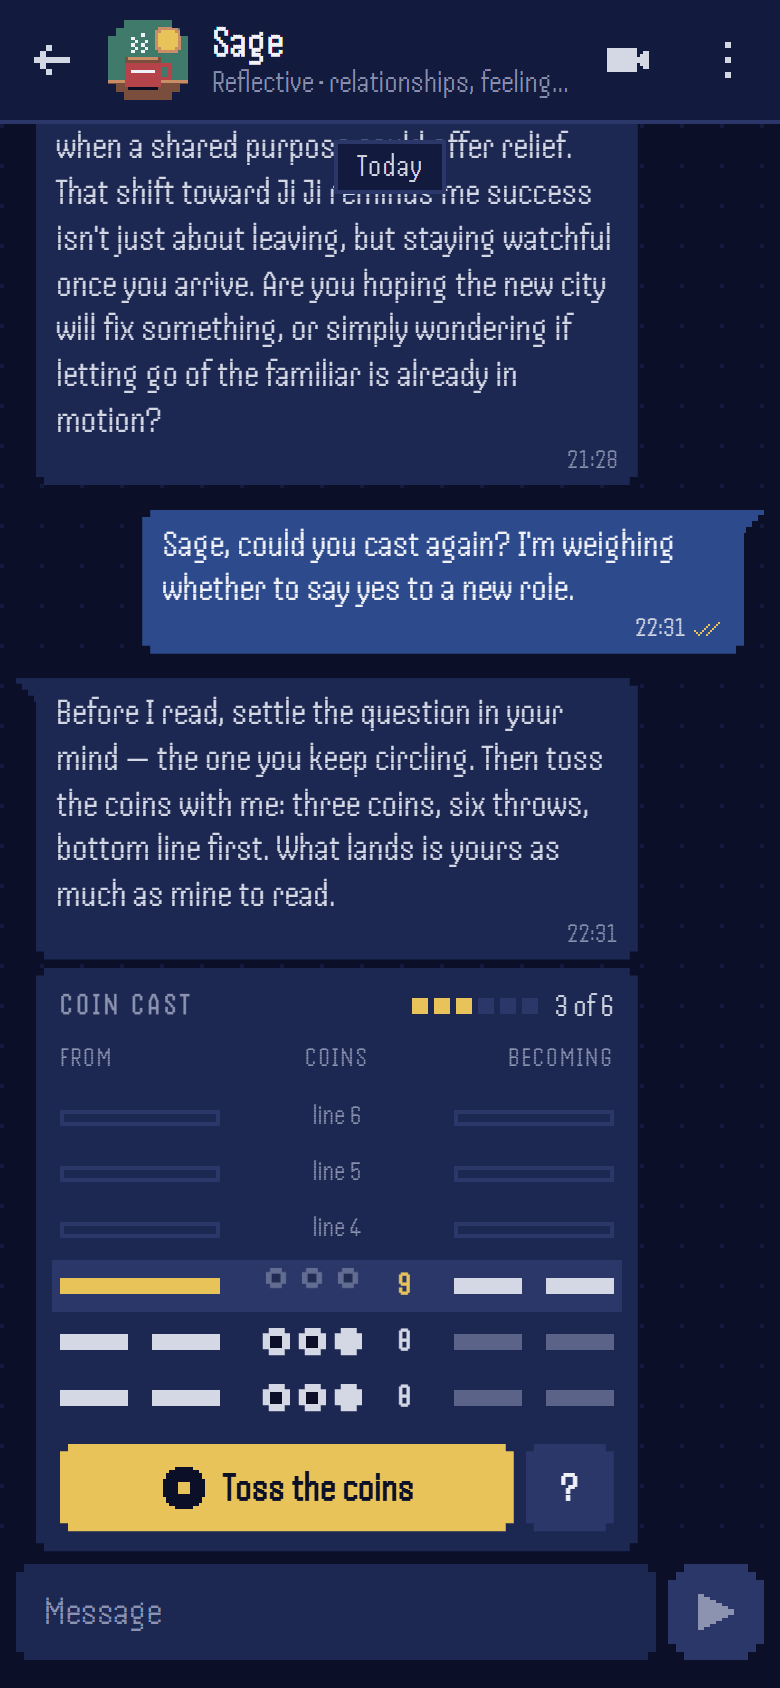 Sage
Reflective · relationships, feeling...
when a shared purpose could offer relief.
Today
That shift toward Ji Ji reminds me success
isn't just about leaving, but staying watchful
once you arrive. Are you hoping the new city
will fix something, or simply wondering if
letting go of the familiar is already in
motion?
21:28
Sage, could you cast again? I'm weighing
whether to say yes to a new role.
22:31
Before I read, settle the question in your
mind — the one you keep circling. Then toss
the coins with me: three coins, six throws,
bottom line first. What lands is yours as
much as mine to read.
22:31
COIN CAST 3 of 6
FROM COINS BECOMING
line 6
line 5
line 4
9
8
8
Toss the coins ?
Message